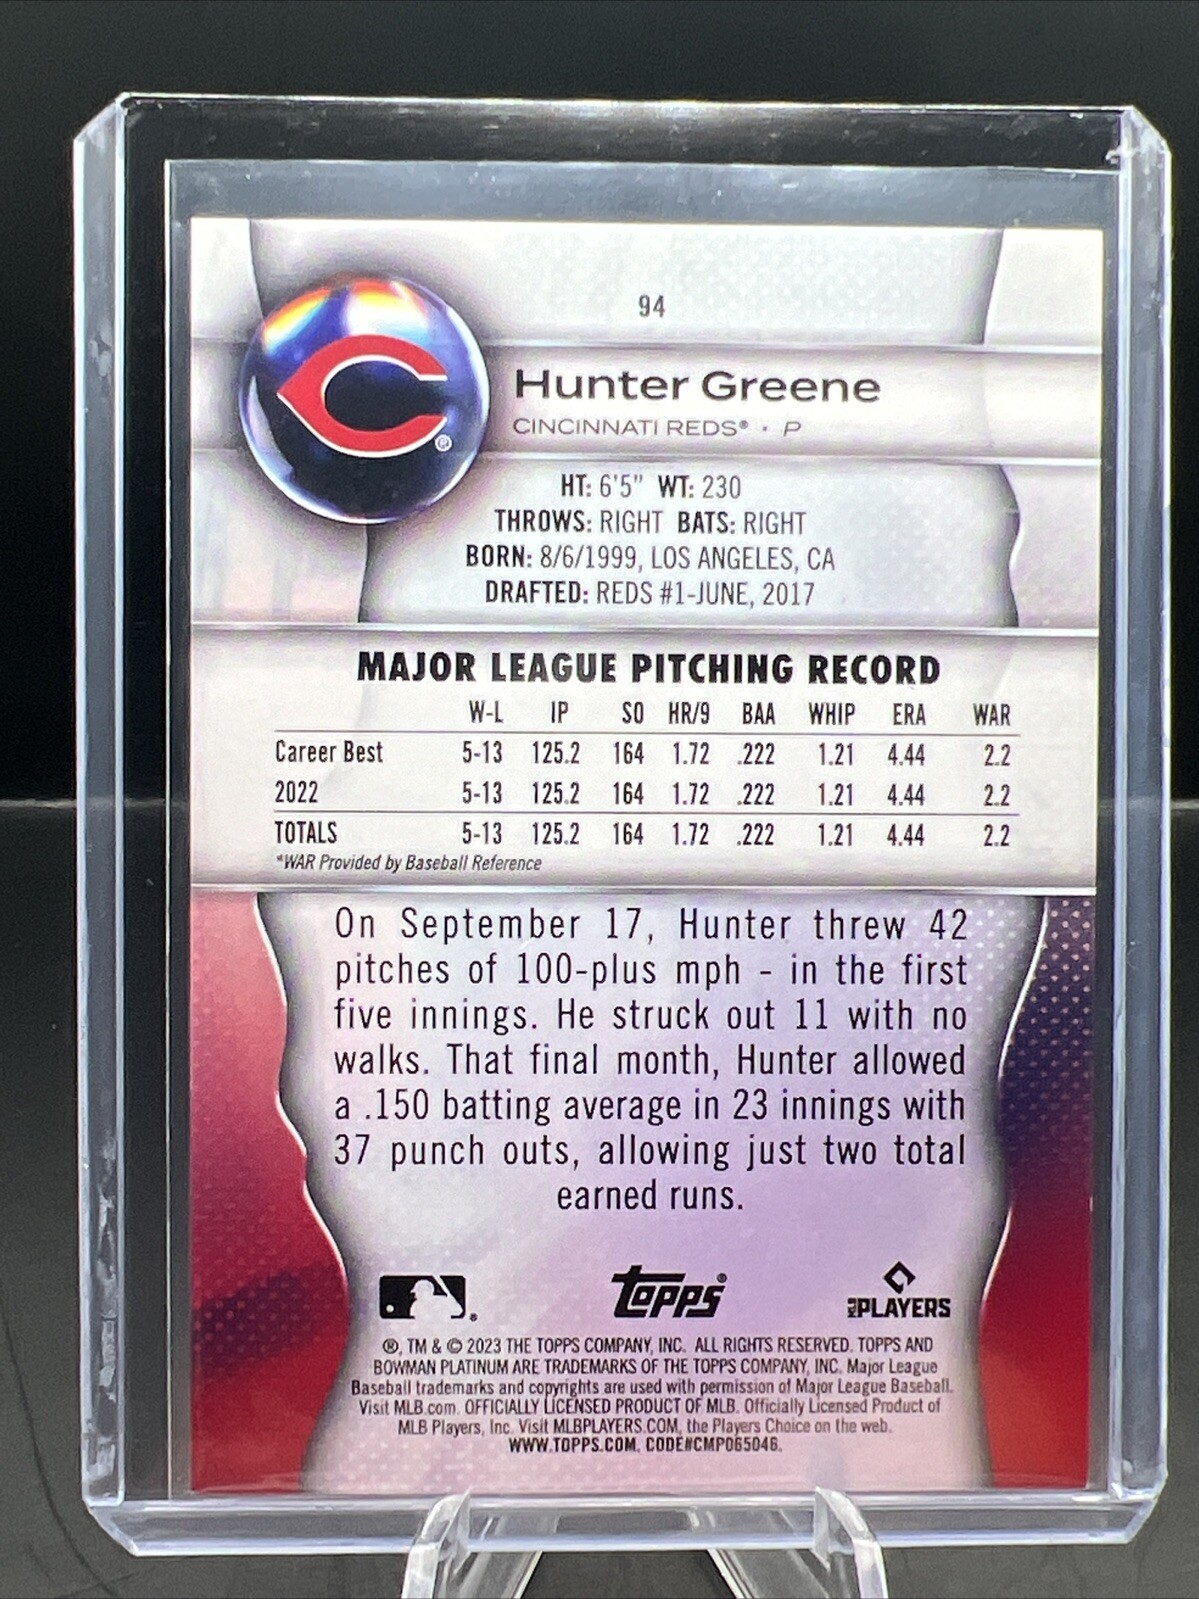 94
Hunter Greene
CINCINNATI REDS® · P
HT: 6'5" WT: 230
THROWS: RIGHT BATS: RIGHT
BORN: 8/6/1999, LOS ANGELES, CA
DRAFTED: REDS #1-JUNE, 2017
MAJOR LEAGUE PITCHING RECORD
W-L IP SO HR/9 BAA WHIP ERA WAR
Career Best 5-13 125.2 164 1.72 .222 1.21 4.44 2.2
2022 5-13 125.2 164 1.72 .222 1.21 4.44 2.2
TOTALS 5-13 125.2 164 1.72 .222 1.21 4.44 2.2
*WAR Provided by Baseball Reference
On September 17, Hunter threw 42
pitches of 100-plus mph - in the first
five innings. He struck out 11 with no
walks. That final month, Hunter allowed
a .150 batting average in 23 innings with
37 punch outs, allowing just two total
earned runs.
Topps®
MLB PLAYERS
®, TM & © 2023 THE TOPPS COMPANY, INC. ALL RIGHTS RESERVED. TOPPS AND
BOWMAN PLATINUM ARE TRADEMARKS OF THE TOPPS COMPANY, INC. Major League
Baseball trademarks and copyrights are used with permission of Major League Baseball.
Visit MLB.com. OFFICIALLY LICENSED PRODUCT OF MLB. Officially Licensed Product of
MLB Players, Inc. Visit MLBPLAYERS.COM, the Players Choice on the web.
WWW.TOPPS.COM. CODE#CMP065046.